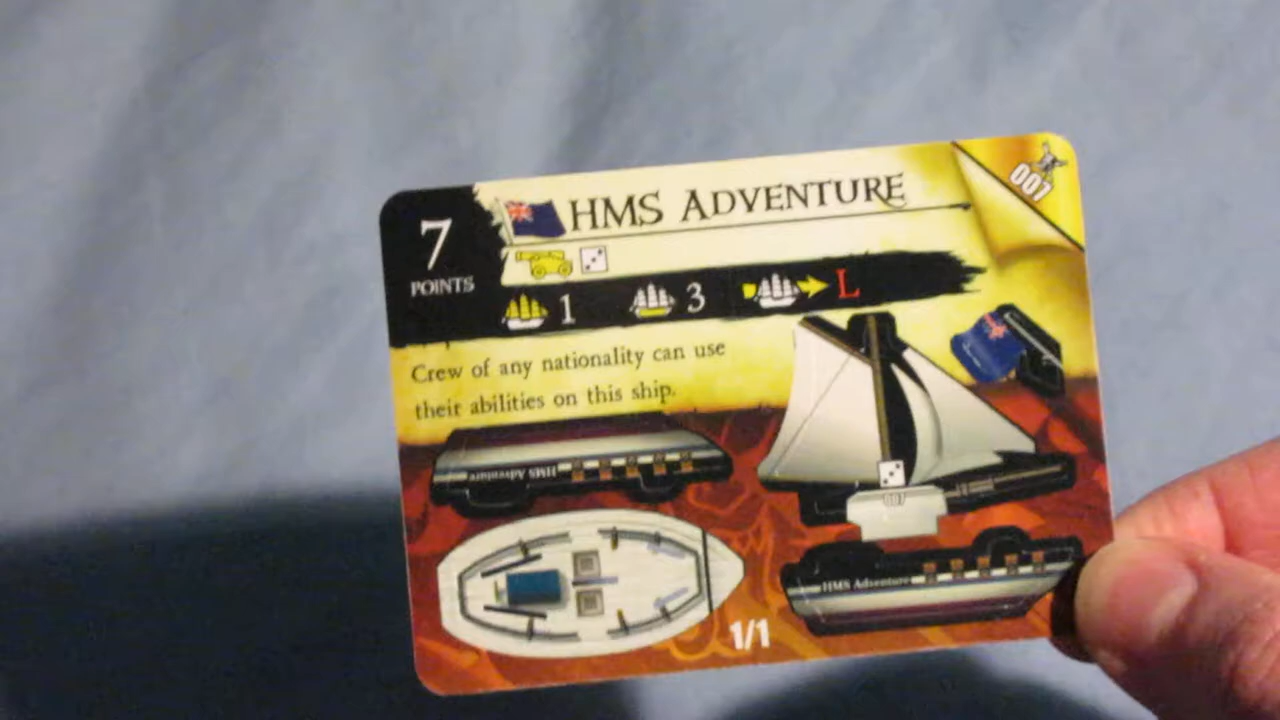 HMS ADVENTURE
007
7
POINTS
1 3 L
Crew of any nationality can use
their abilities on this ship.
HMS Adventure
007
HMS Adventure
1/1